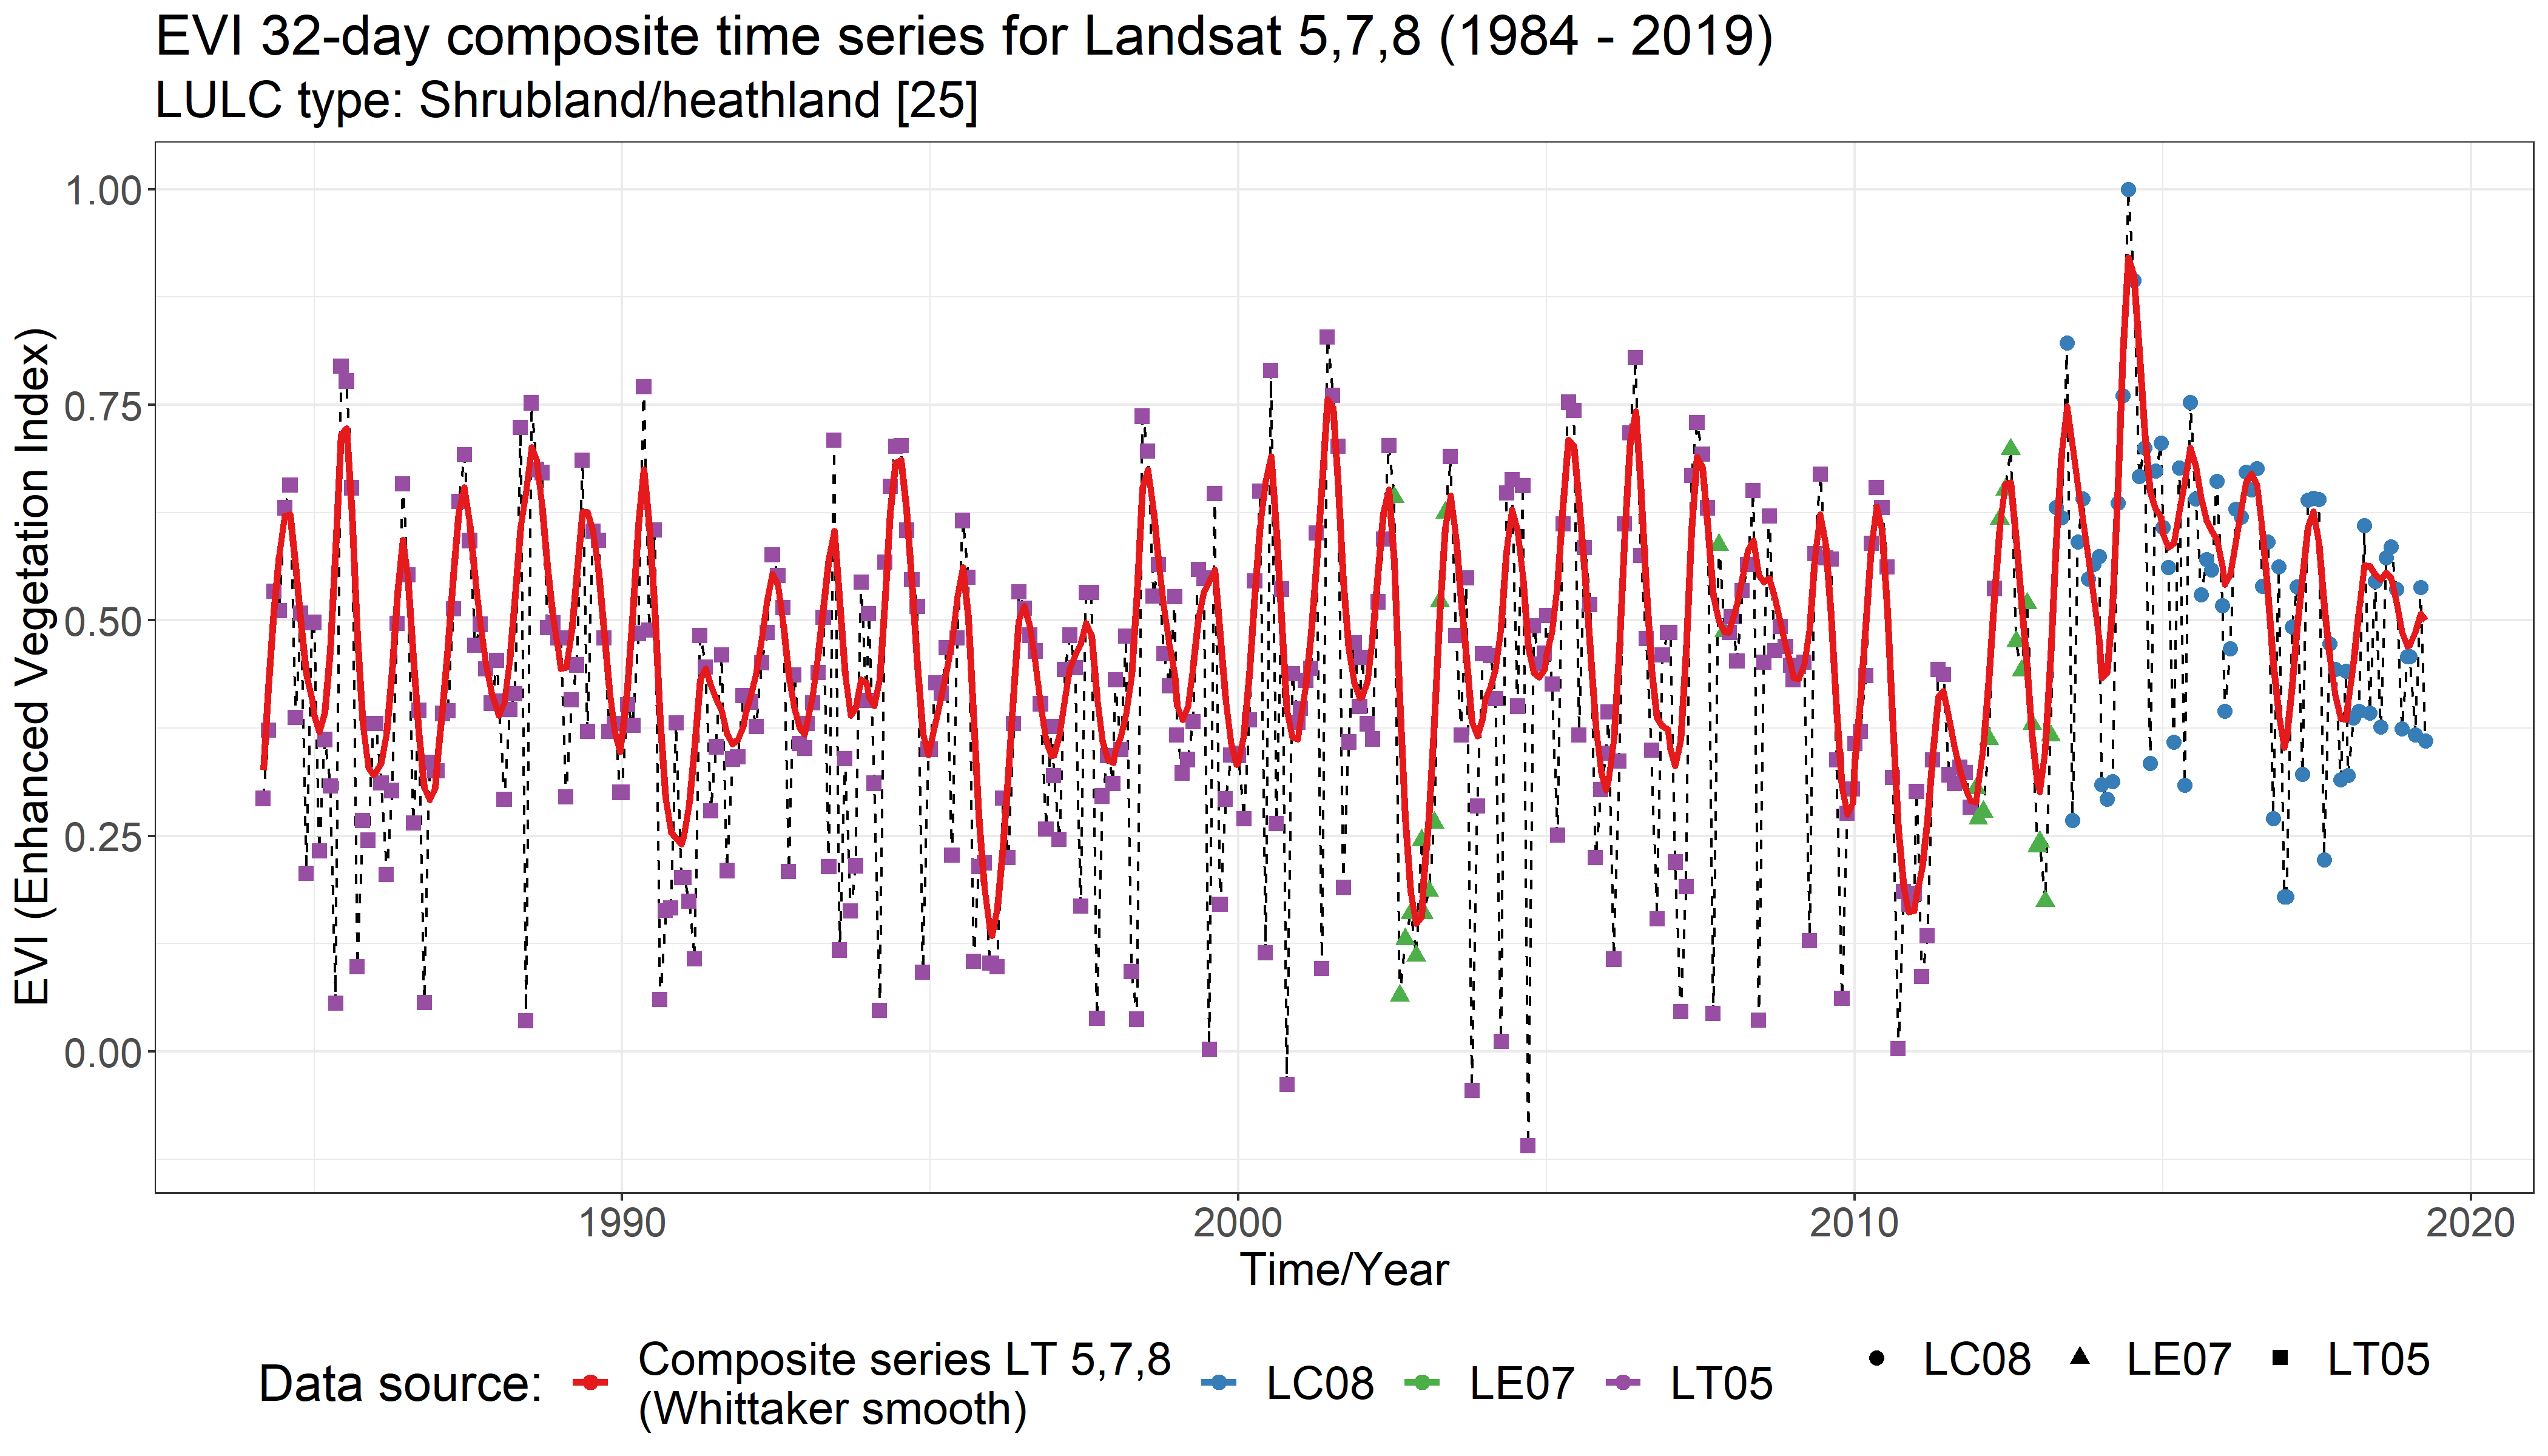 EVI 32-day composite time series for Landsat 5,7,8 (1984 - 2019)
LULC type: Shrubland/heathland [25]
EVI (Enhanced Vegetation Index)
1.00
0.75
0.50
0.25
0.00
1990 2000 2010 2020
Time/Year
Data source: Composite series LT 5,7,8
(Whittaker smooth)
LC08 LE07 LT05
LC08 LE07 LT05